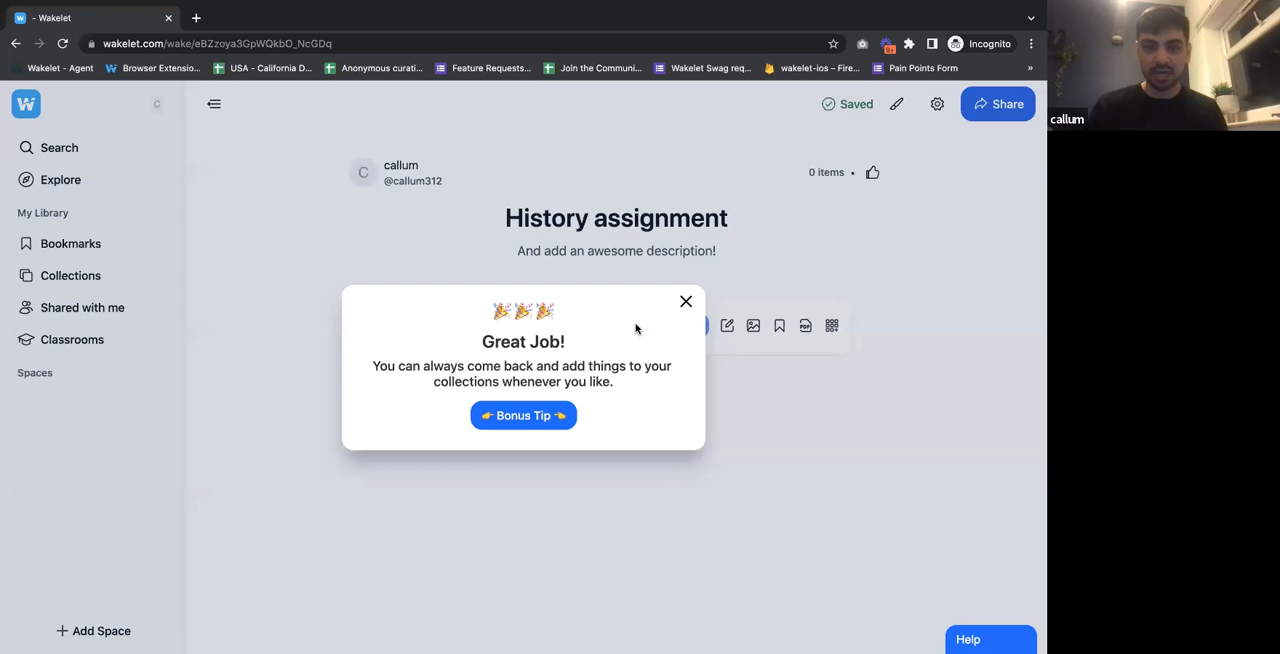 - Wakelet
wakelet.com/wake/eBZzoya3GpWQkbO_NcGDq
9+
Incognito
Wakelet - Agent
Browser Extensio...
USA - California D...
Anonymous curati...
Feature Requests...
Join the Communi...
Wakelet Swag req...
wakelet-ios – Fire...
Pain Points Form
»
callum
W
C
Saved
Share
Search
Explore
My Library
Bookmarks
Collections
Shared with me
Classrooms
Spaces
Add Space
C
callum
@callum312
0 items •
History assignment
And add an awesome description!
PDF
Great Job!
You can always come back and add things to your
collections whenever you like.
👉 Bonus Tip 👈
Help